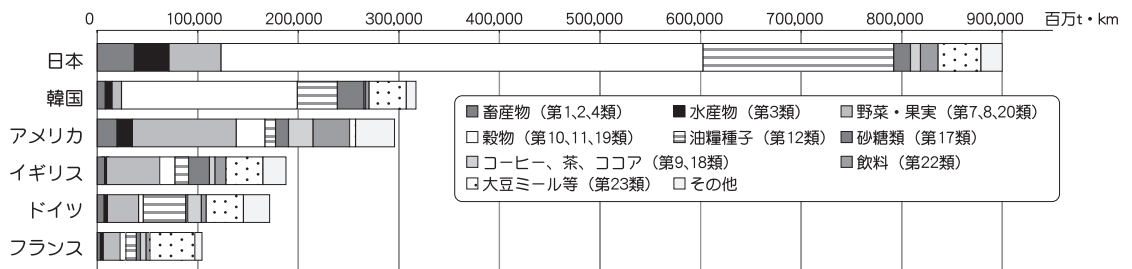 0 100,000 200,000 300,000 400,000 500,000 600,000 700,000 800,000 900,000 百万t・km
日本
韓国
アメリカ
イギリス
ドイツ
フランス
畜産物（第1,2,4類） 水産物（第3類） 野菜・果実（第7,8,20類）
穀物（第10,11,19類） 油糧種子（第12類） 砂糖類（第17類）
コーヒー、茶、ココア（第9、18類） 飲料（第22類）
大豆ミール等（第23類） その他